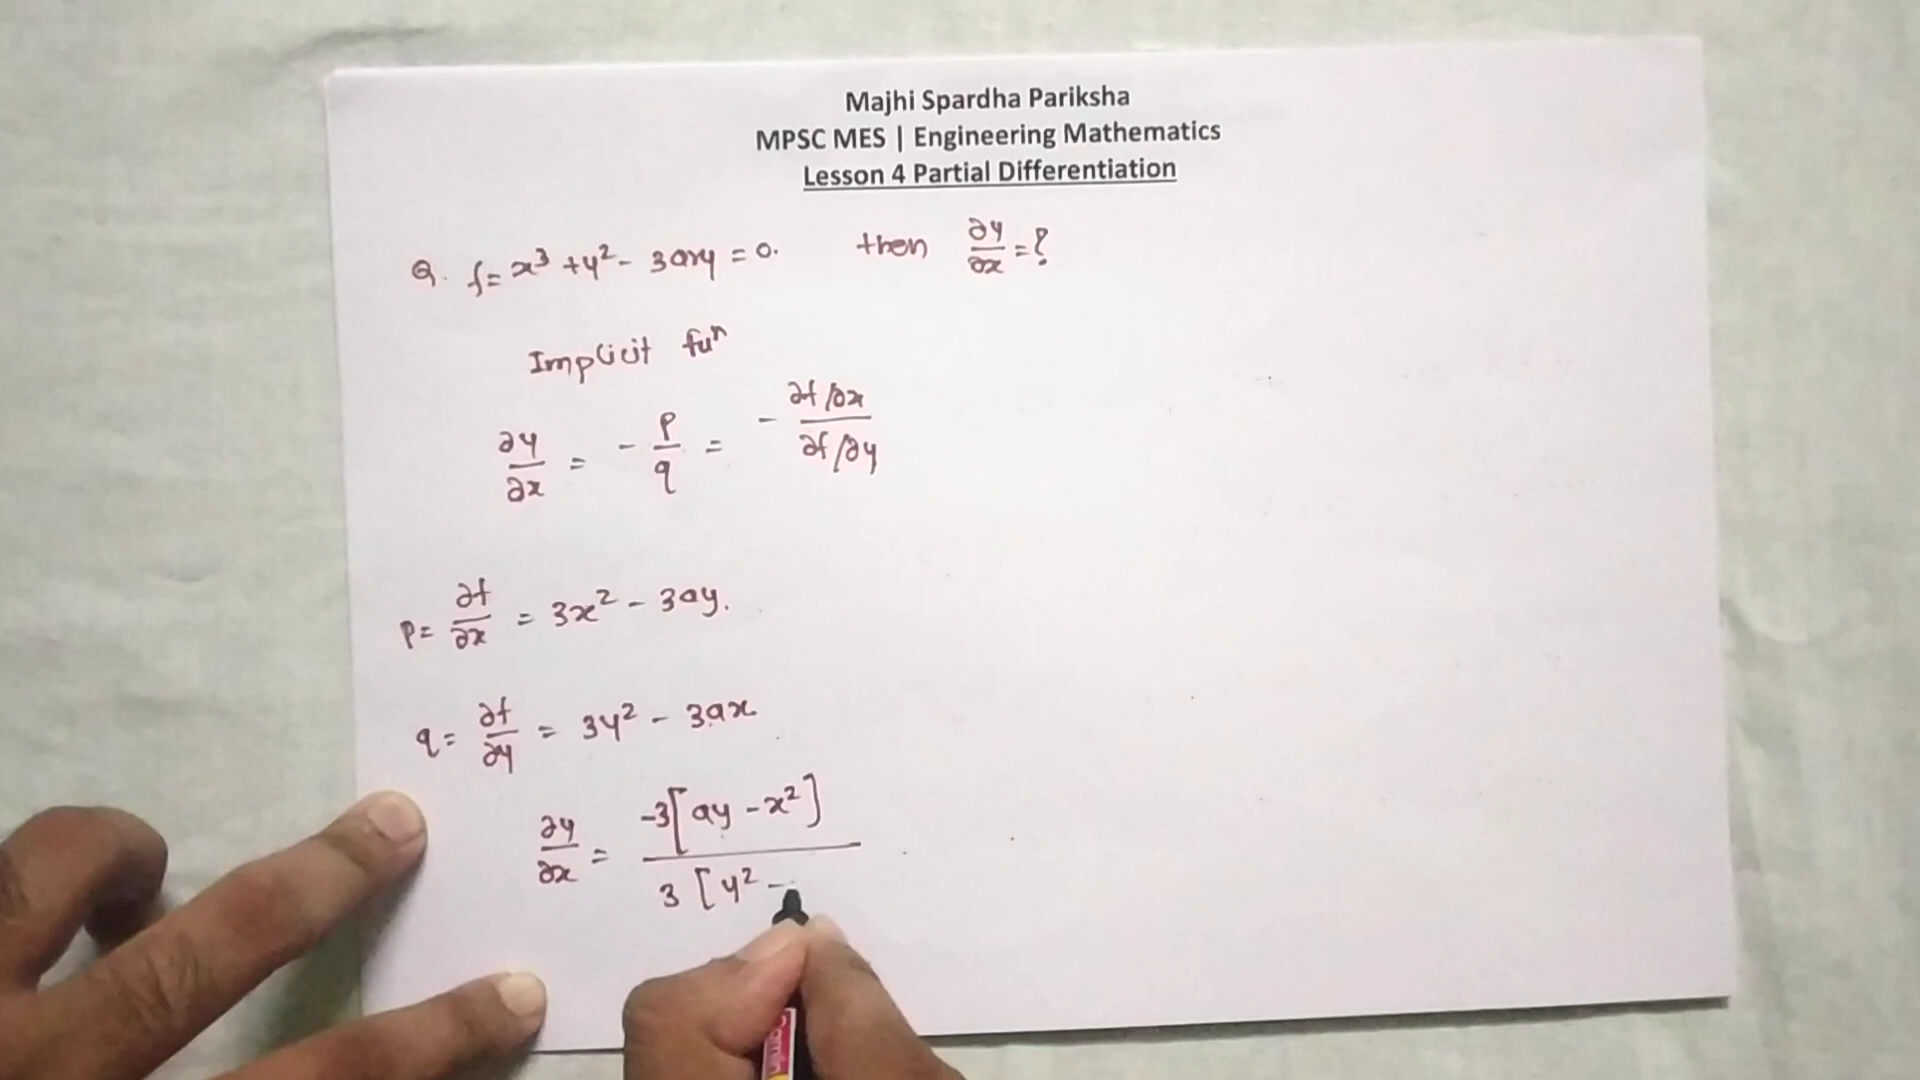 Majhi Spardha Pariksha
MPSC MES | Engineering Mathematics
Lesson 4 Partial Differentiation
Q. f = x³ + y² - 3axy = 0. then ∂y/∂x = ?
Implicit fuⁿ
∂y/∂x = - p/q = - (∂f/∂x)/(∂f/∂y)
p = ∂f/∂x = 3x² - 3ay.
q = ∂f/∂y = 3y² - 3ax
∂y/∂x = -3[ay - x²] / 3[y² -